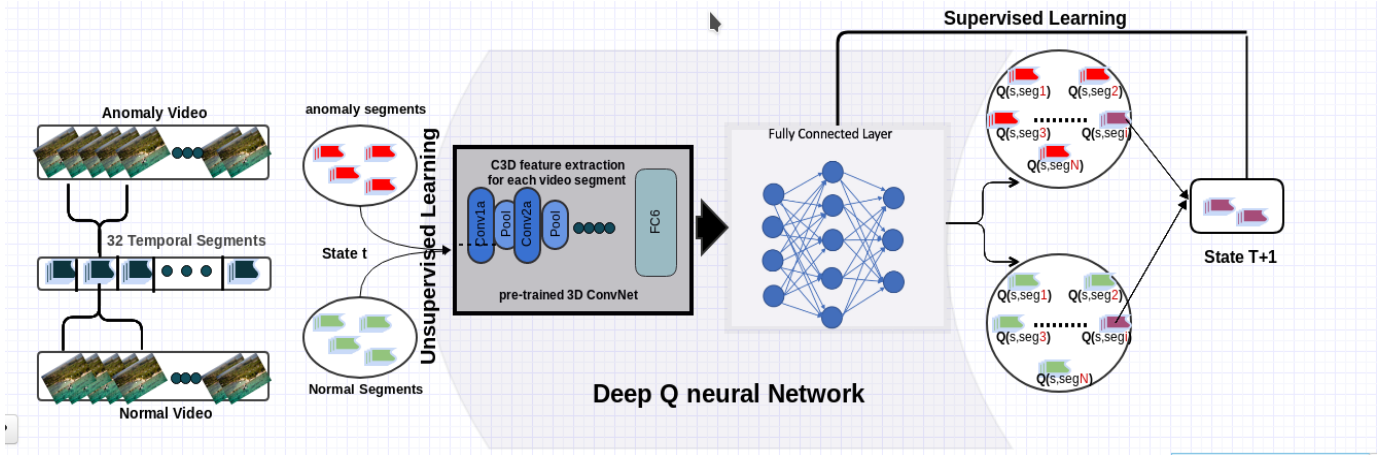 Supervised Learning
Anomaly Video
32 Temporal Segments
Normal Video
anomaly segments
State t
Normal Segments
Unsupervised Learning
C3D feature extraction
for each video segment
Conv1a
Pool
Conv2a
Pool
FC6
pre-trained 3D ConvNet
Fully Connected Layer
Deep Q neural Network
Q(s,seg1)
Q(s,seg2)
Q(s,seg3)
Q(s,segi)
Q(s,segN)
Q(s,seg1)
Q(s,seg2)
Q(s,seg3)
Q(s,segi)
Q(s,segN)
State T+1